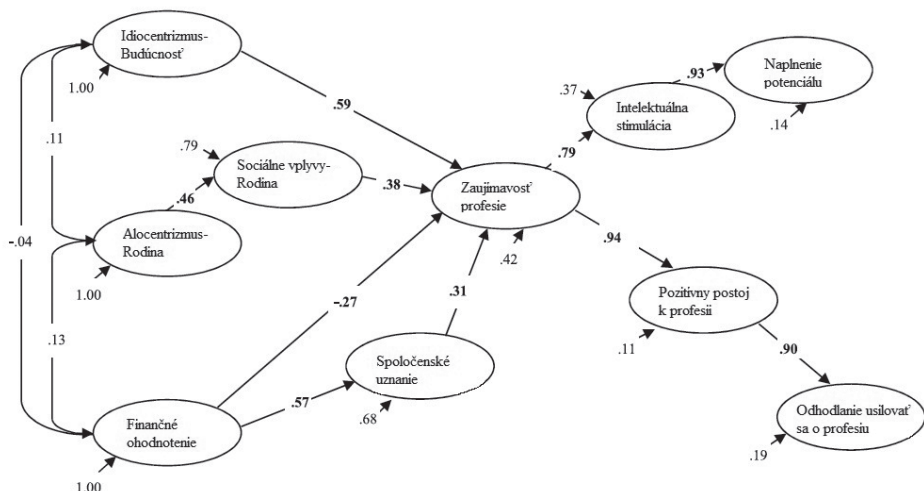 Idiocentrizmus-
Budúcnosť
1.00
.59
.11
.79
Sociálne vplyvy-
Rodina
.46
.38
-.04
Alocentrizmus-
Rodina
1.00
.13
-.27
Finančné
ohodnotenie
1.00
.57
Spoločenské
uznanie
.68
.31
Zaujímavosť
profesie
.42
.79
.37
Intelektuálna
stimulácia
.93
Naplnenie
potenciálu
.14
.94
Pozitívny postoj
k profesii
.11
.90
Odhodlanie usilovať
sa o profesiu
.19